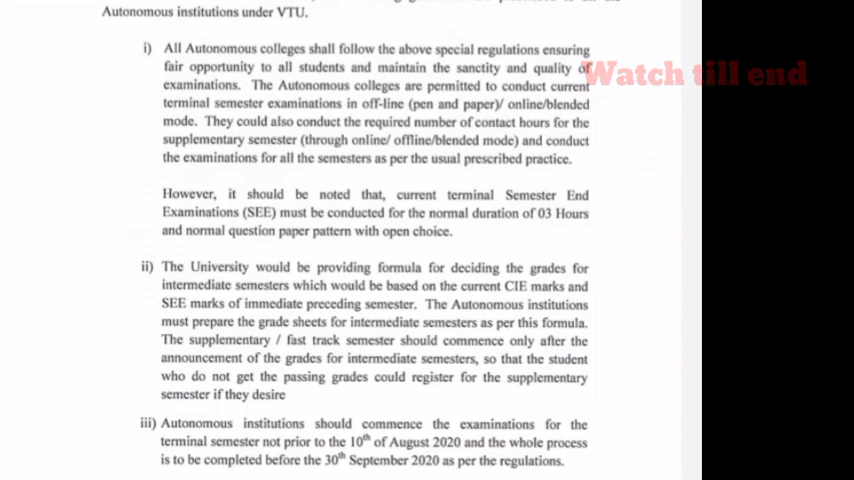 Autonomous institutions under VTU.
i) All Autonomous colleges shall follow the above special regulations ensuring
fair opportunity to all students and maintain the sanctity and quality of
Watch till end
examinations. The Autonomous colleges are permitted to conduct current
terminal semester examinations in off-line (pen and paper)/ online/blended
mode. They could also conduct the required number of contact hours for the
supplementary semester (through online/ offline/blended mode) and conduct
the examinations for all the semesters as per the usual prescribed practice.
However, it should be noted that, current terminal Semester End
Examinations (SEE) must be conducted for the normal duration of 03 Hours
and normal question paper pattern with open choice.
ii) The University would be providing formula for deciding the grades for
intermediate semesters which would be based on the current CIE marks and
SEE marks of immediate preceding semester. The Autonomous institutions
must prepare the grade sheets for intermediate semesters as per this formula.
The supplementary / fast track semester should commence only after the
announcement of the grades for intermediate semesters, so that the student
who do not get the passing grades could register for the supplementary
semester if they desire
iii) Autonomous institutions should commence the examinations for the
terminal semester not prior to the 10th of August 2020 and the whole process
is to be completed before the 30th September 2020 as per the regulations.